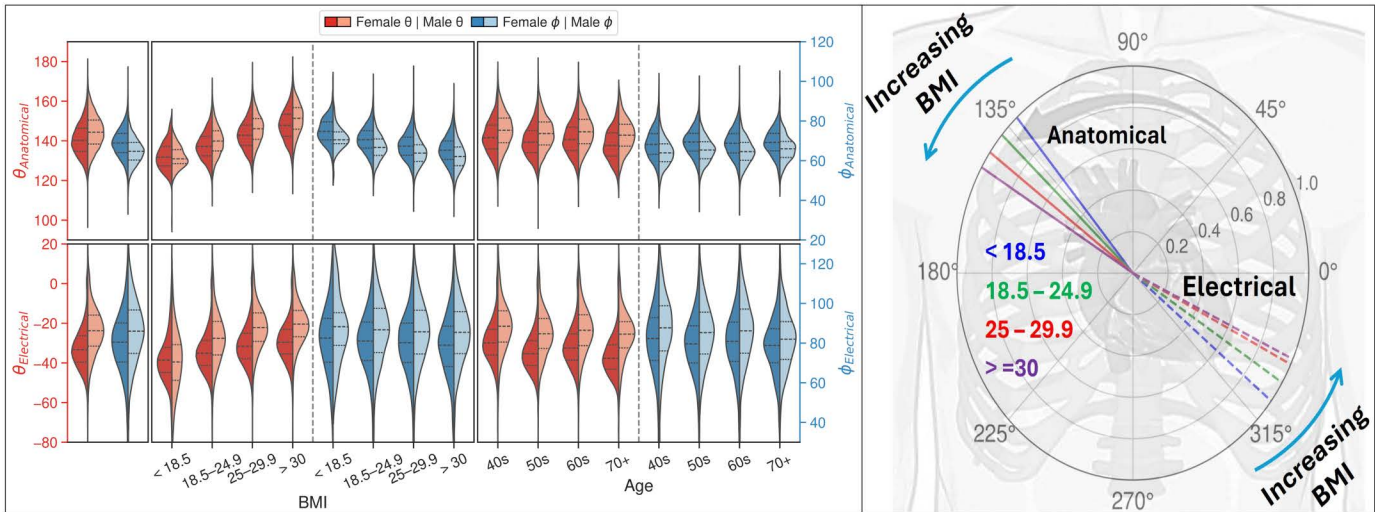 Female θ | Male θ
Female ϕ | Male ϕ
θ_Anatomical
180
160
140
120
100
120
100
80
60
40
20
ϕ_Anatomical
θ_Electrical
20
0
−20
−40
−60
−80
120
100
80
60
40
ϕ_Electrical
< 18.5
18.5−24.9
25−29.9
> 30
< 18.5
18.5−24.9
25−29.9
> 30
BMI
40s
50s
60s
70+
40s
50s
60s
70+
Age
Increasing
BMI
90°
135°
45°
Anatomical
1.0
0.8
0.6
0.4
0.2
180°
0°
< 18.5
18.5 – 24.9
25 – 29.9
> =30
Electrical
225°
315°
270°
Increasing
BMI